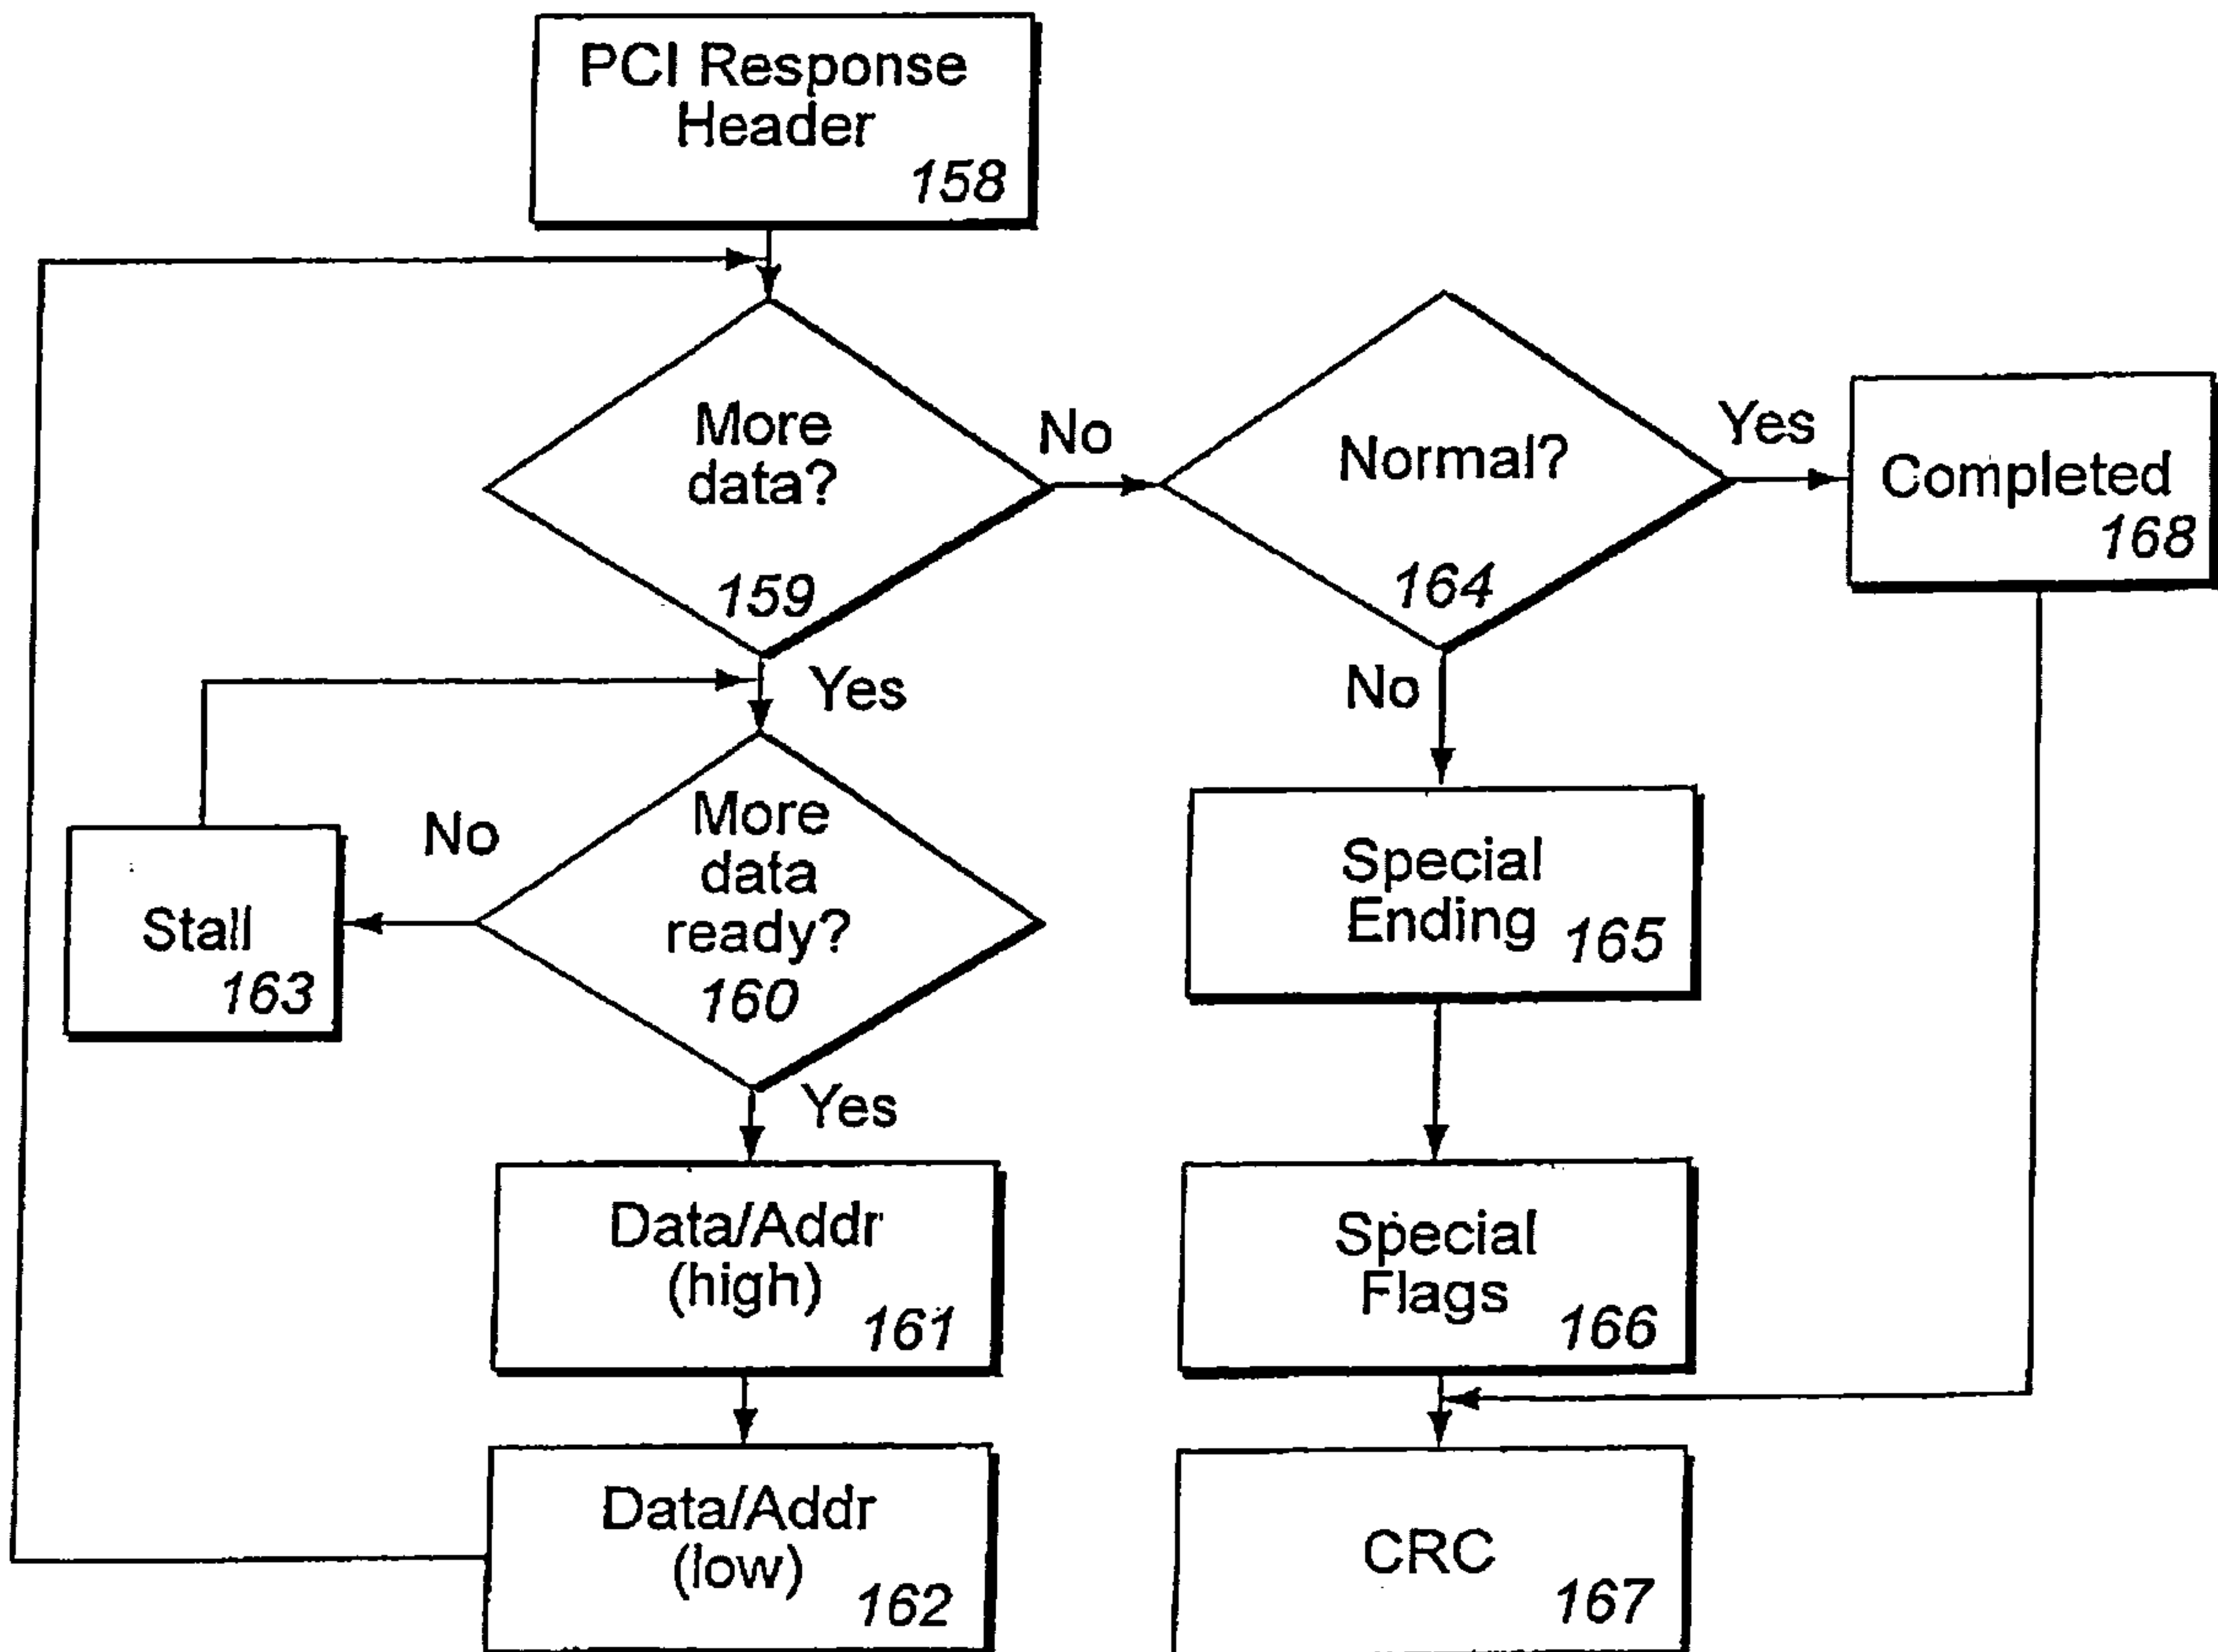 PCI Response
Header
158
More
data?
159
No
Normal?
164
Yes
Completed
168
Yes
No
More
data
ready?
160
No
Stall
163
Special
Ending
165
Yes
Data/Addr
(high)
161
Special
Flags
166
Data/Addr
(low)
162
CRC
167